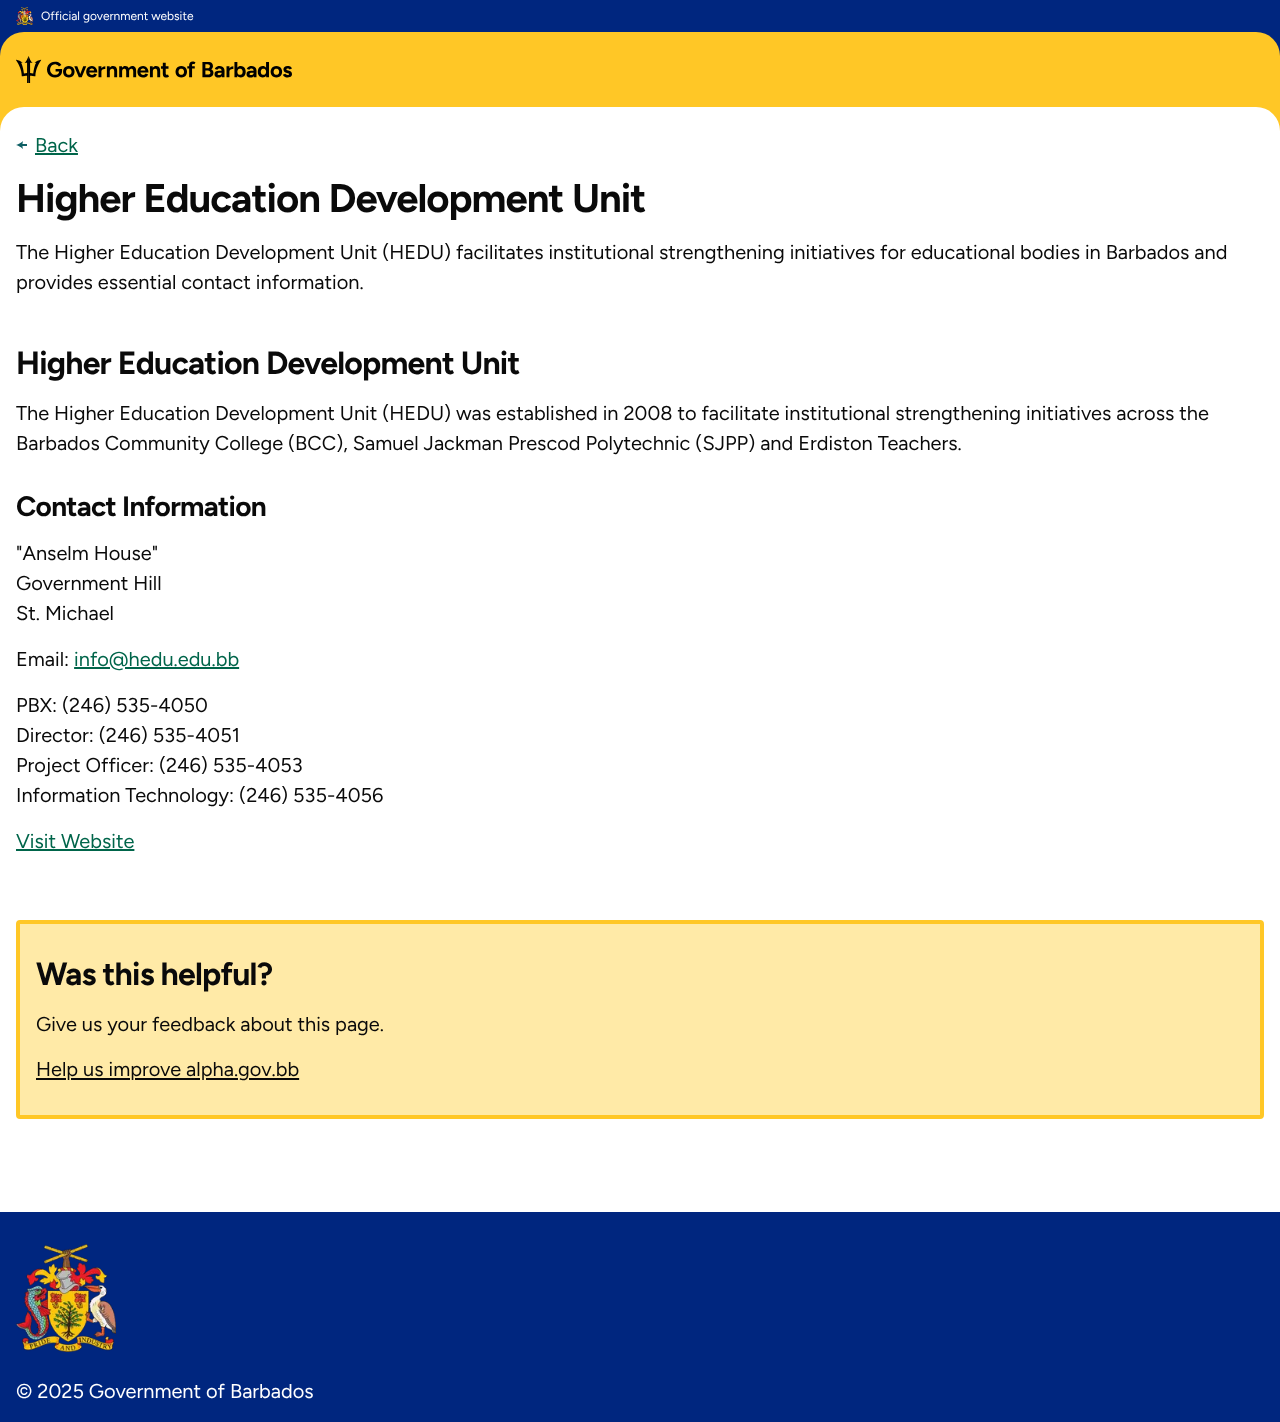 Official government website
Government of Barbados
Back
Higher Education Development Unit
The Higher Education Development Unit (HEDU) facilitates institutional strengthening initiatives for educational bodies in Barbados and
provides essential contact information.
Higher Education Development Unit
The Higher Education Development Unit (HEDU) was established in 2008 to facilitate institutional strengthening initiatives across the
Barbados Community College (BCC), Samuel Jackman Prescod Polytechnic (SJPP) and Erdiston Teachers.
Contact Information
"Anselm House"
Government Hill
St. Michael
Email: info@hedu.edu.bb
PBX: (246) 535-4050
Director: (246) 535-4051
Project Officer: (246) 535-4053
Information Technology: (246) 535-4056
Visit Website
Was this helpful?
Give us your feedback about this page.
Help us improve alpha.gov.bb
PRIDE AND INDUSTRY
© 2025 Government of Barbados